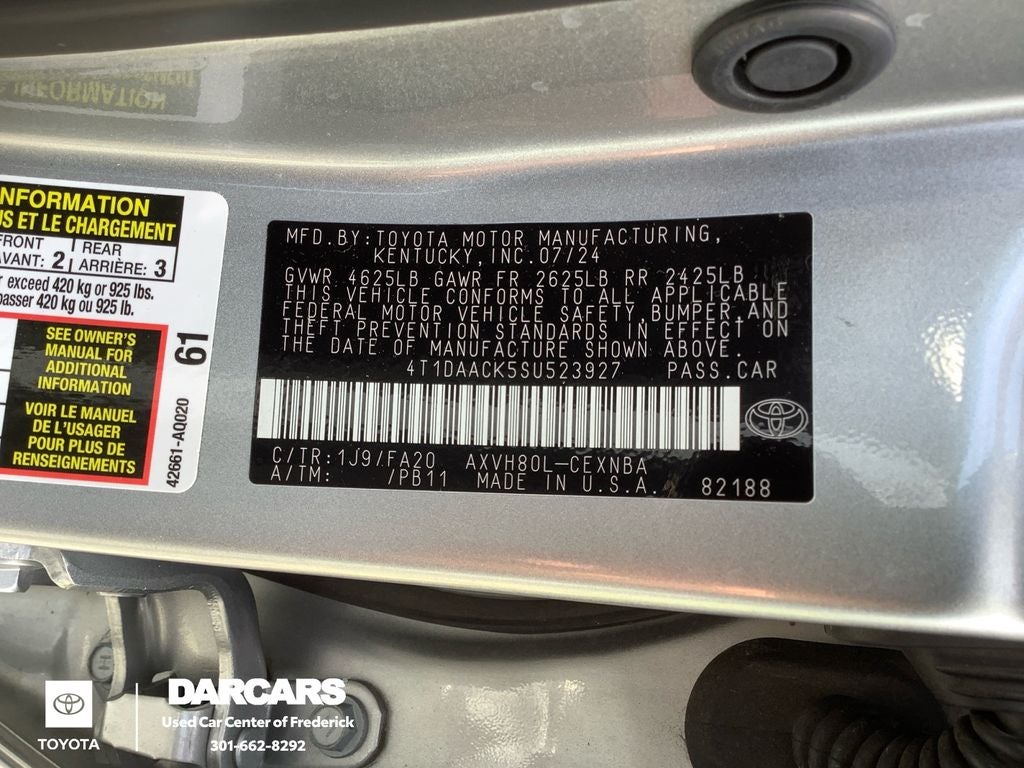 NFORMATION
US ET LE CHARGEMENT
FRONT
AVANT: 2
REAR
ARRIÈRE: 3
r exceed 420 kg or 925 lbs.
passer 420 kg ou 925 lb.
SEE OWNER'S
MANUAL FOR
ADDITIONAL
INFORMATION
VOIR LE MANUEL
DE L'USAGER
POUR PLUS DE
RENSEIGNEMENTS
61
42661-AQ020
MFD.BY:TOYOTA MOTOR MANUFACTURING,
KENTUCKY,INC.07/24
GVWR 4625LB GAWR FR 2625LB RR 2425LB
THIS VEHICLE CONFORMS TO ALL APPLICABLE
FEDERAL MOTOR VEHICLE SAFETY,BUMPER,AND
THEFT PREVENTION STANDARDS IN EFFECT ON
THE DATE OF MANUFACTURE SHOWN ABOVE.
4T1DAACK5SU523927 PASS.CAR
C/TR:1J9/FA20 AXVH80L-CEXNBA
A/TM: /PB11 MADE IN U.S.A. 82188
TOYOTA
DARCARS
Used Car Center of Frederick
301-662-8292